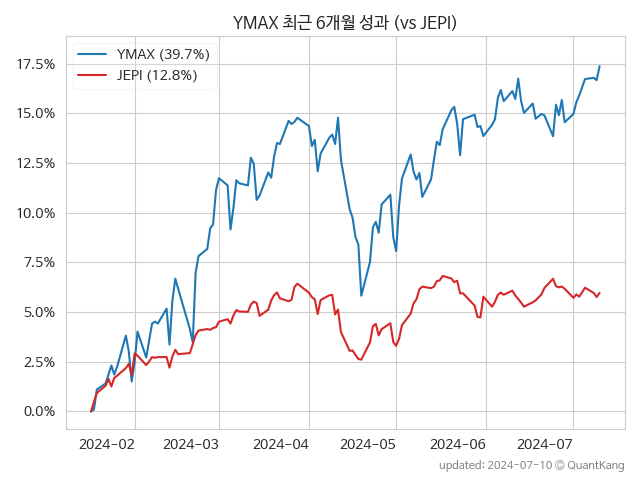 YMAX 최근 6개월 성과 (vs JEPI)
YMAX (39.7%)
JEPI (12.8%)
17.5%
15.0%
12.5%
10.0%
7.5%
5.0%
2.5%
0.0%
2024-02 2024-03 2024-04 2024-05 2024-06 2024-07
updated: 2024-07-10 © QuantKang